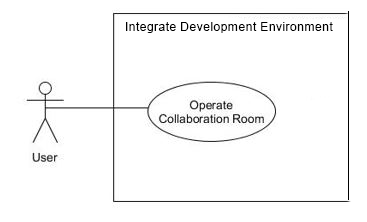 Integrate Development Environment
Operate
Collaboration Room
User